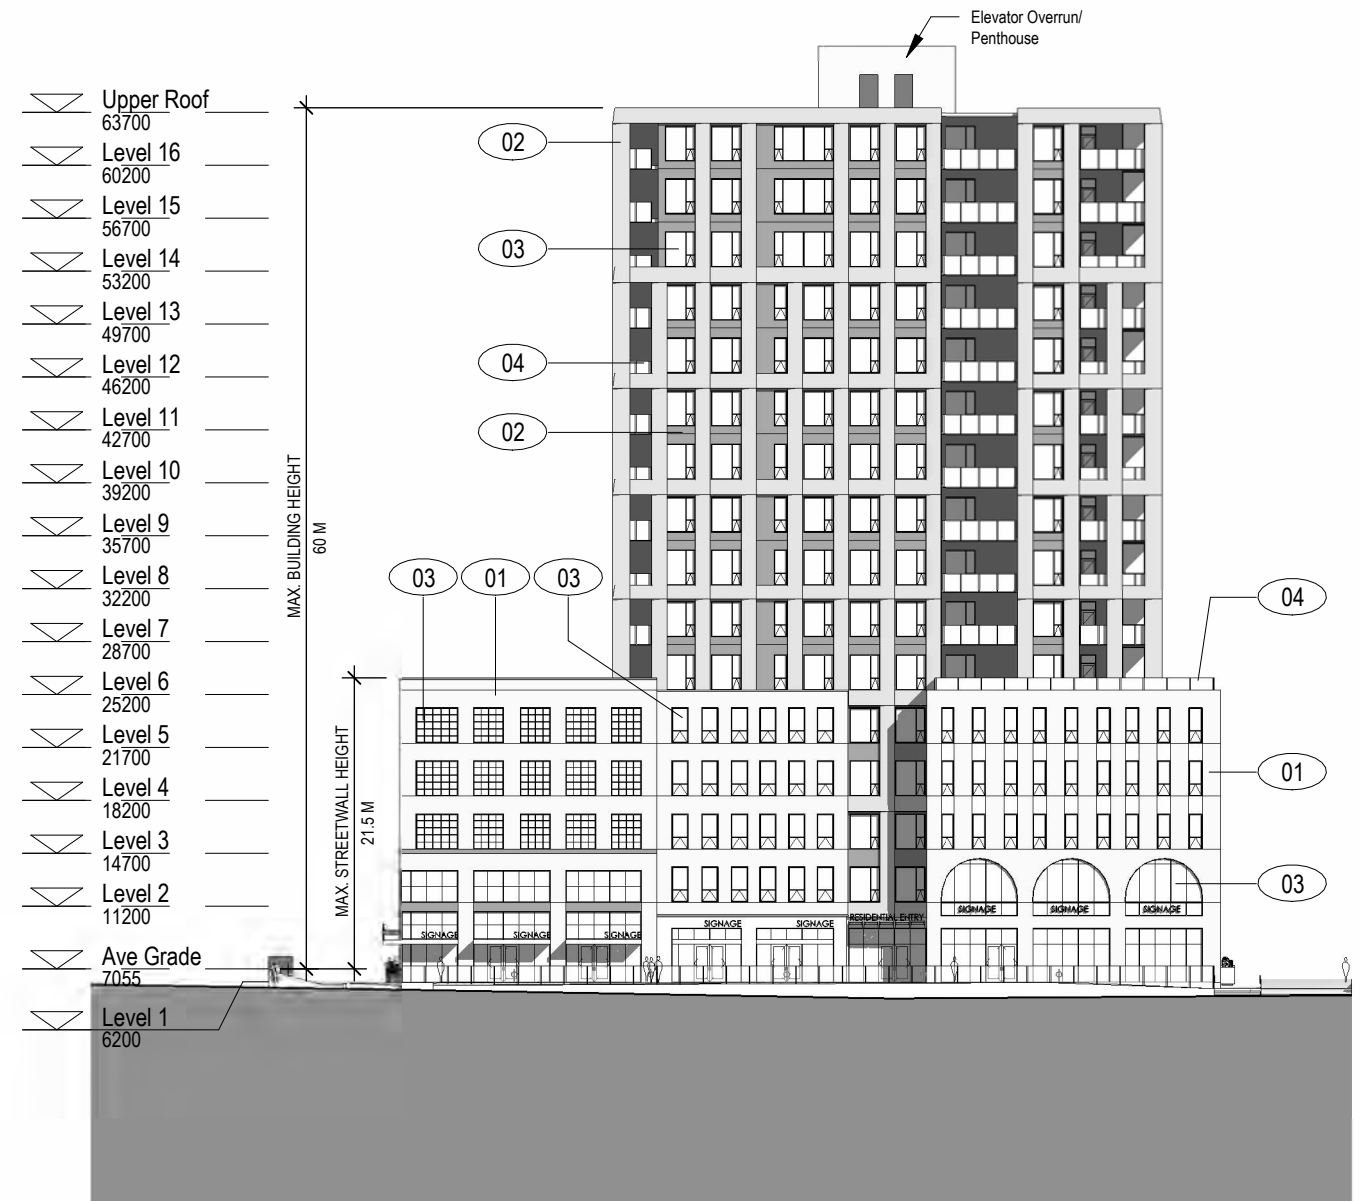 Elevator Overrun/
Penthouse
Upper Roof
63700
Level 16
60200
Level 15
56700
Level 14
53200
Level 13
49700
Level 12
46200
Level 11
42700
Level 10
39200
Level 9
35700
Level 8
32200
Level 7
28700
Level 6
25200
Level 5
21700
Level 4
18200
Level 3
14700
Level 2
11200
Ave Grade
7055
Level 1
6200
MAX. BUILDING HEIGHT
60 M
MAX. STREETWALL HEIGHT
21.5 M
02
03
04
02
03
01
03
04
01
03
SIGNAGE
SIGNAGE
SIGNAGE
SIGNAGE
SIGNAGE
RESIDENTIAL ENTRY
SIGNAGE
SIGNAGE
SIGNAGE